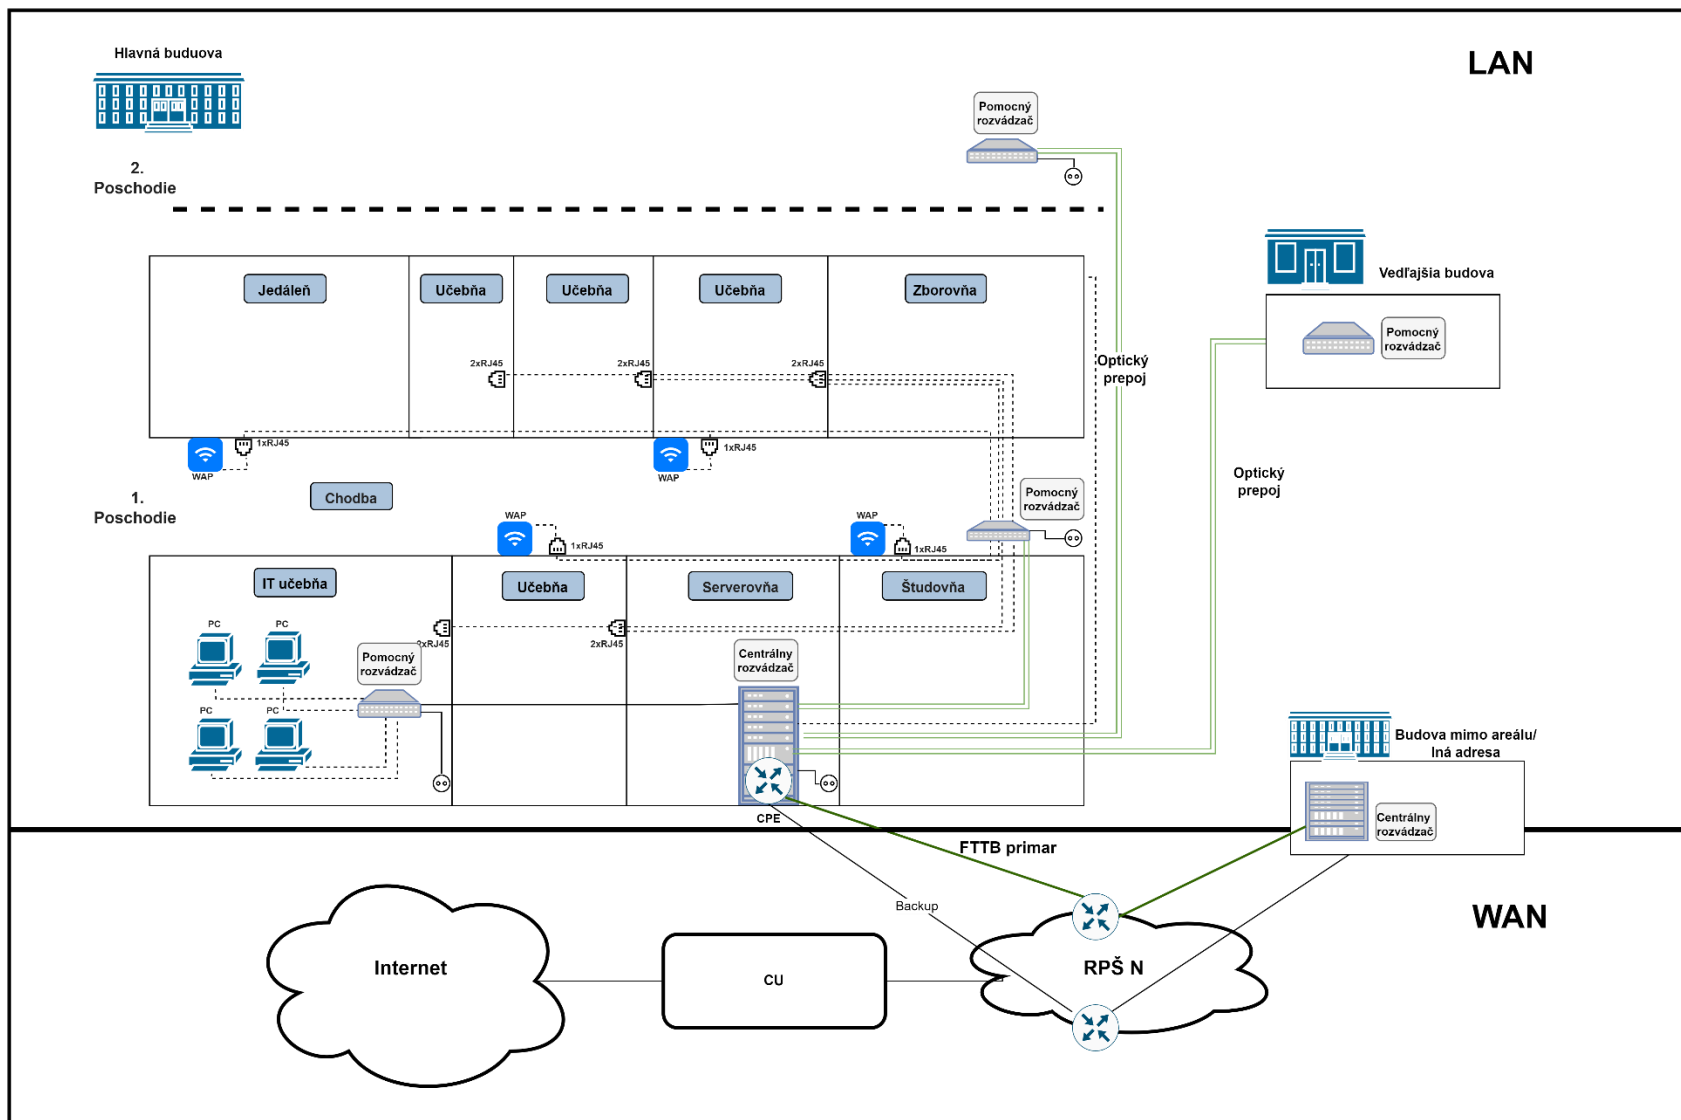 Hlavná buduova
LAN
Pomocný
rozvádzač
2.
Poschodie
Vedľajšia budova
Jedáleň
Učebňa
Učebňa
Učebňa
Zborovňa
Pomocný
rozvádzač
2xRJ45
2xRJ45
2xRJ45
Optický
prepoj
1xRJ45
1xRJ45
WAP
WAP
Optický
prepoj
Chodba
1.
Poschodie
Pomocný
rozvádzač
WAP
WAP
1xRJ45
1xRJ45
IT učebňa
Učebňa
Serverovňa
Študovňa
PC
PC
2xRJ45
2xRJ45
Pomocný
rozvádzač
Centrálny
rozvádzač
PC
PC
Budova mimo areálu/
Iná adresa
CPE
Centrálny
rozvádzač
FTTB primar
Backup
WAN
Internet
CU
RPŠ N